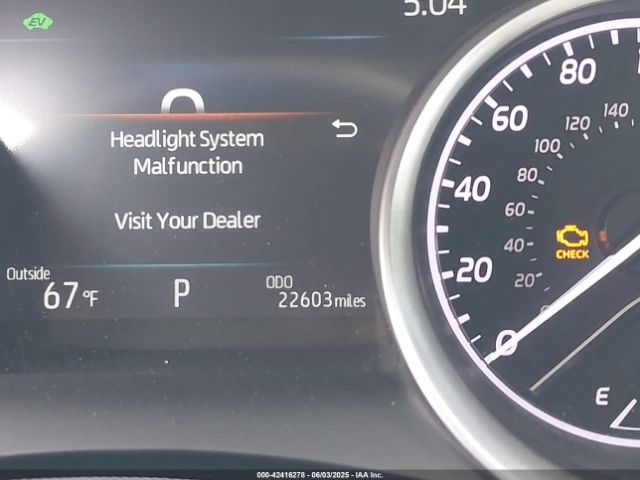 EV
5:04
Headlight System
Malfunction
Visit Your Dealer
Outside
67°F
P
ODO
22603 miles
80
60
40
20
0
140
120
100
80
60
40
20
CHECK
E
000-42416278 - 06/03/2025 - IAA Inc.